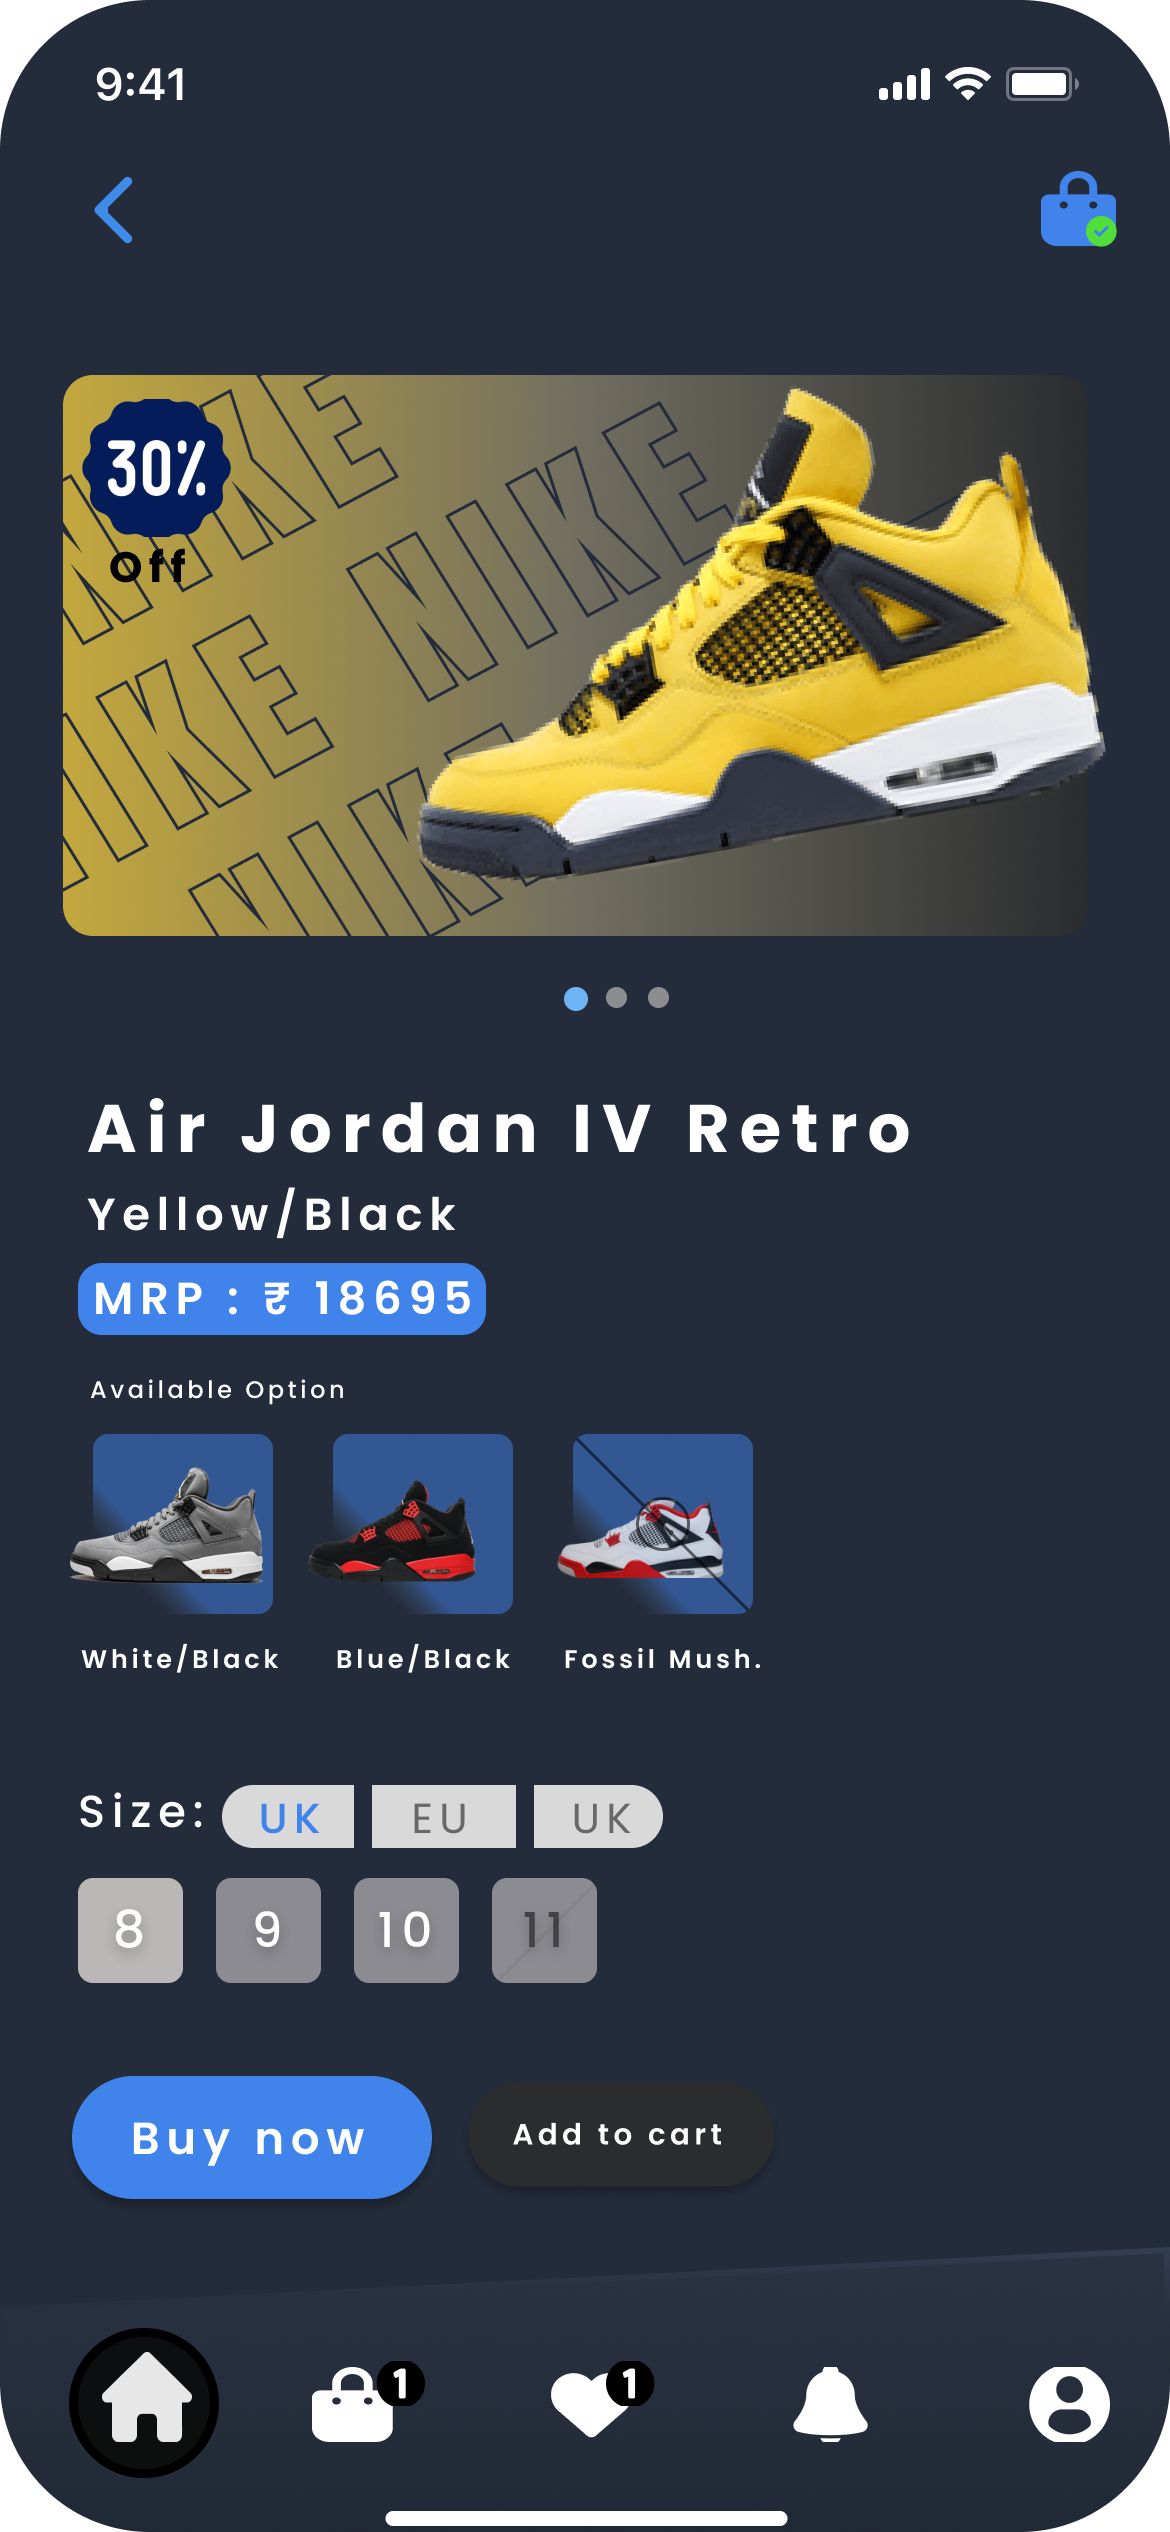 9:41
NIKE NIKE
30%
Off
NIKE NIKE
NIKE
Air Jordan IV Retro
Yellow/Black
MRP : ₹ 18695
Available Option
White/Black Blue/Black Fossil Mush.
Size: UK EU UK
8 9 10 11
Buy now Add to cart
1 1